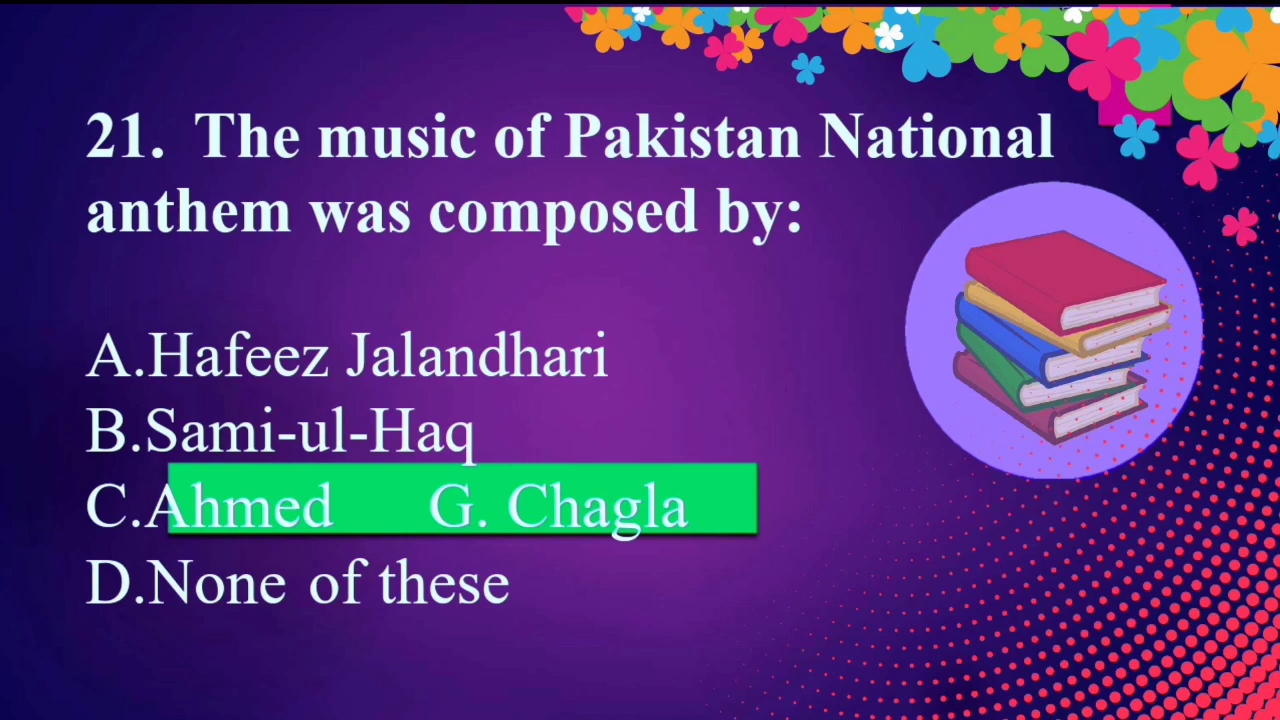 21. The music of Pakistan National
anthem was composed by:
A.Hafeez Jalandhari
B.Sami-ul-Haq
C.Ahmed G. Chagla
D.None of these